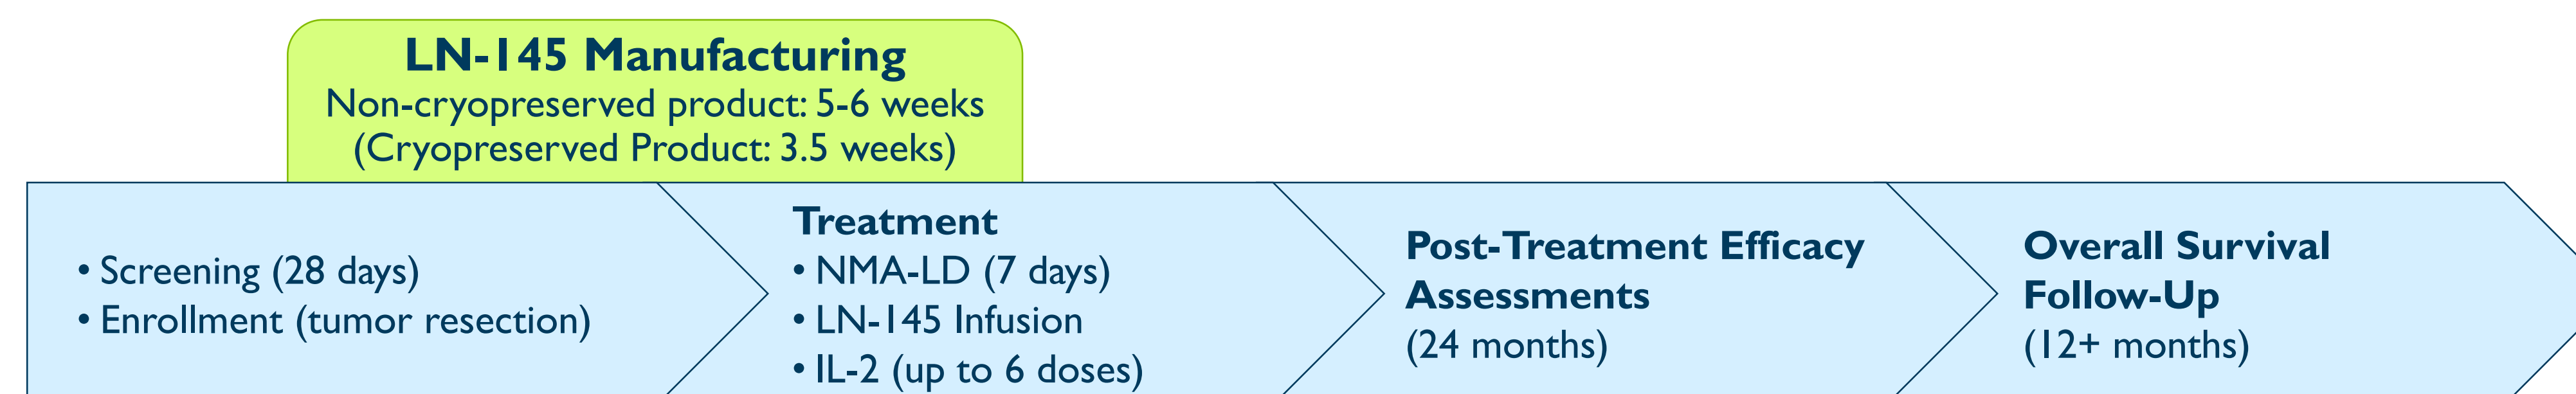 LN-145 Manufacturing
Non-cryopreserved product: 5-6 weeks
(Cryopreserved Product: 3.5 weeks)
• Screening (28 days)
• Enrollment (tumor resection)
Treatment
• NMA-LD (7 days)
• LN-145 Infusion
• IL-2 (up to 6 doses)
Post-Treatment Efficacy
Assessments
(24 months)
Overall Survival
Follow-Up
(12+ months)